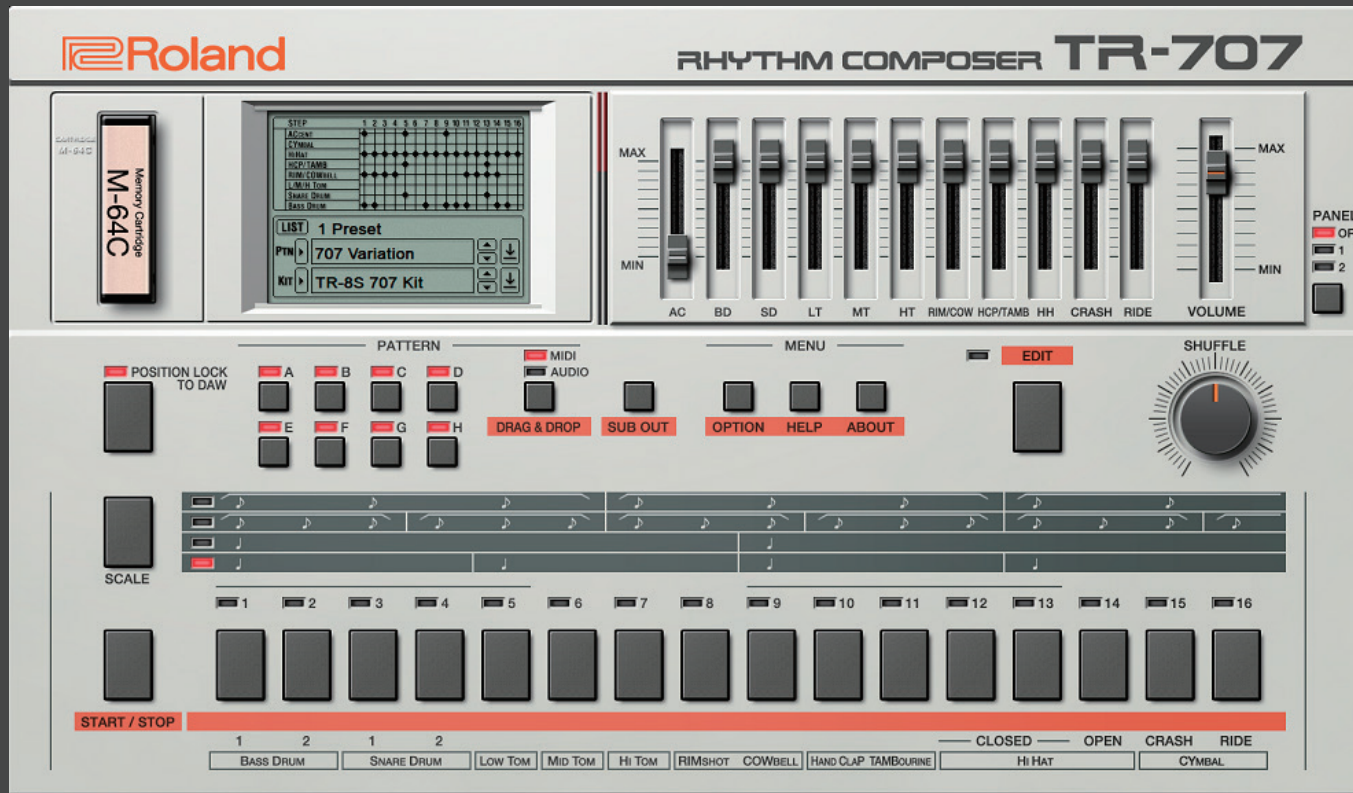 Roland
RHYTHM COMPOSER TR-707
CARTRIDGE
M-64C
Memory Cartridge
M-64C
STEP 1 2 3 4 5 6 7 8 9 10 11 12 13 14 15 16
ACCENT
CYMBAL
HI HAT
HCP/TAMB
RIM/COWBELL
L/M/H TOM
SNARE DRUM
BASS DRUM
LIST 1 Preset
PTN 707 Variation
KIT TR-8S 707 Kit
MAX
MIN
AC BD SD LT MT HT RIM/COW HCP/TAMB HH CRASH RIDE
MAX
MIN
VOLUME
PANEL
1
2
POSITION LOCK
TO DAW
PATTERN
A B C D
E F G H
MIDI
AUDIO
DRAG & DROP
SUB OUT
MENU
OPTION HELP ABOUT
EDIT
SHUFFLE
SCALE
1 2 3 4 5 6 7 8 9 10 11 12 13 14 15 16
START / STOP
1 2 1 2 CLOSED OPEN CRASH RIDE
BASS DRUM SNARE DRUM LOW TOM MID TOM HI TOM RIMSHOT COWBELL HAND CLAP TAMBOURINE HI HAT CYMBAL